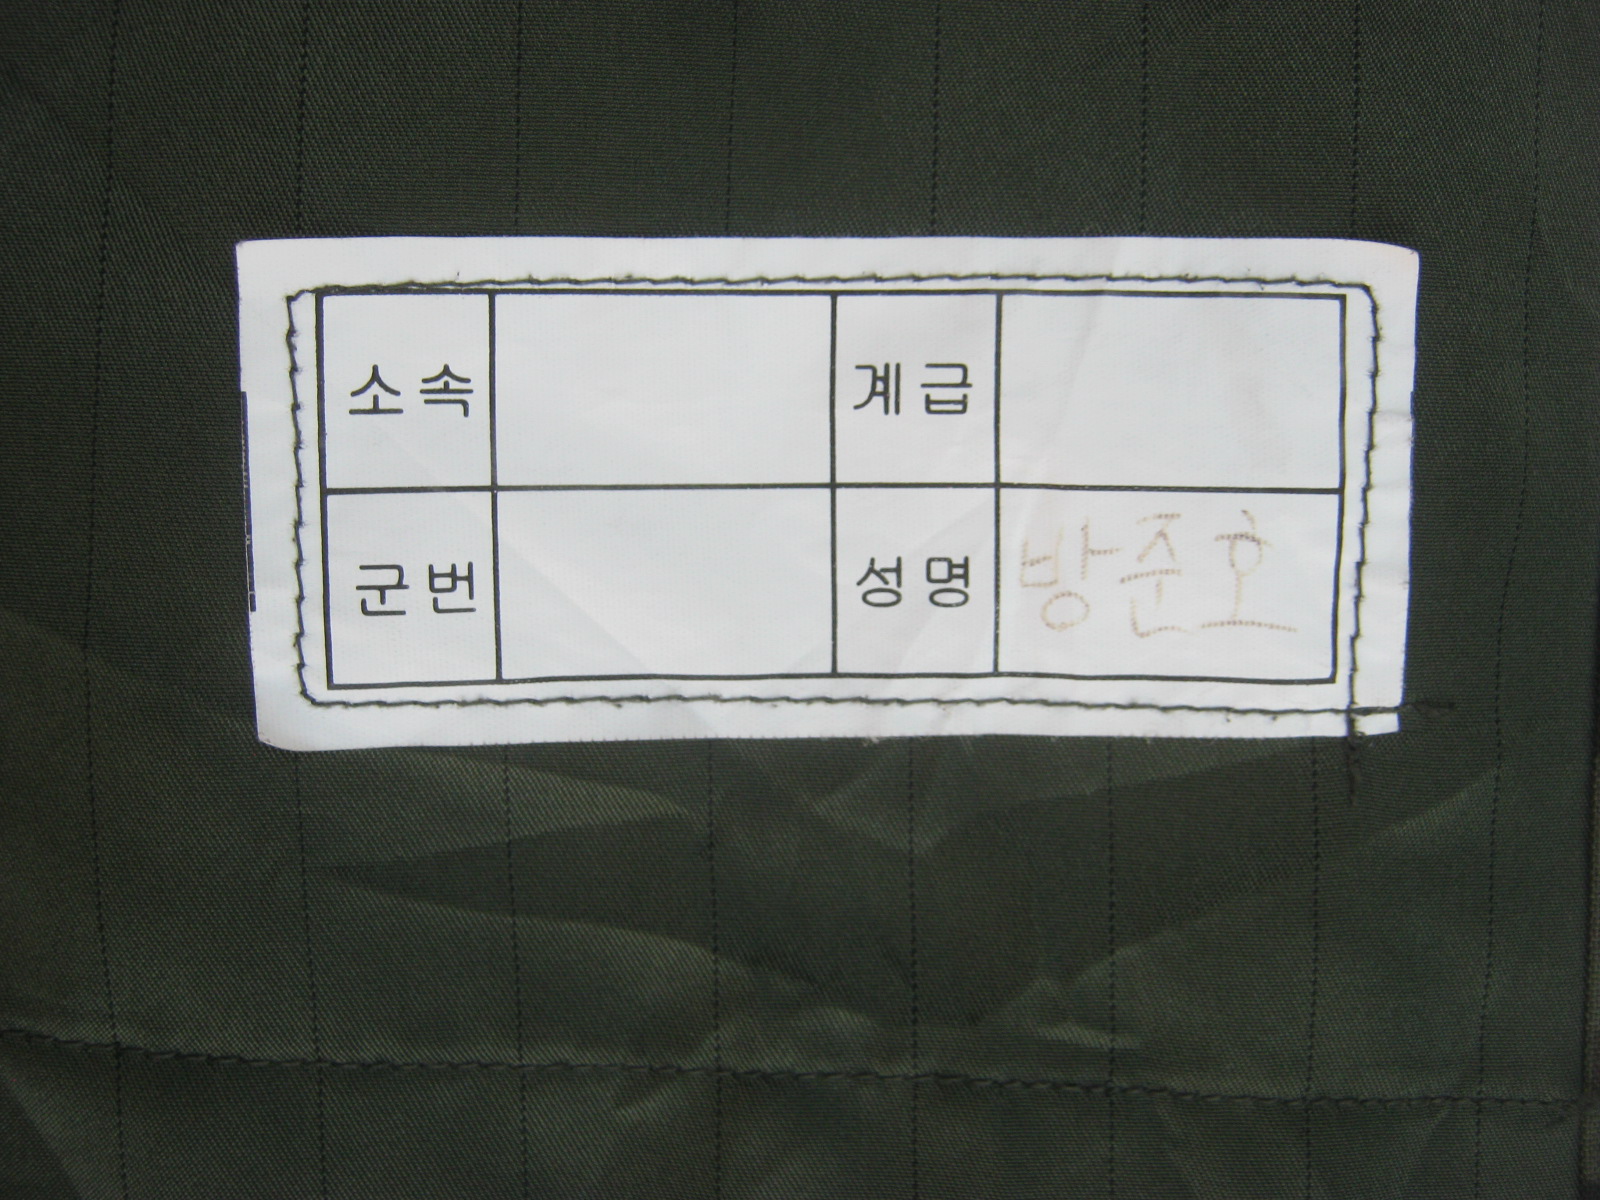 소속 계급
군번 성명 방준호